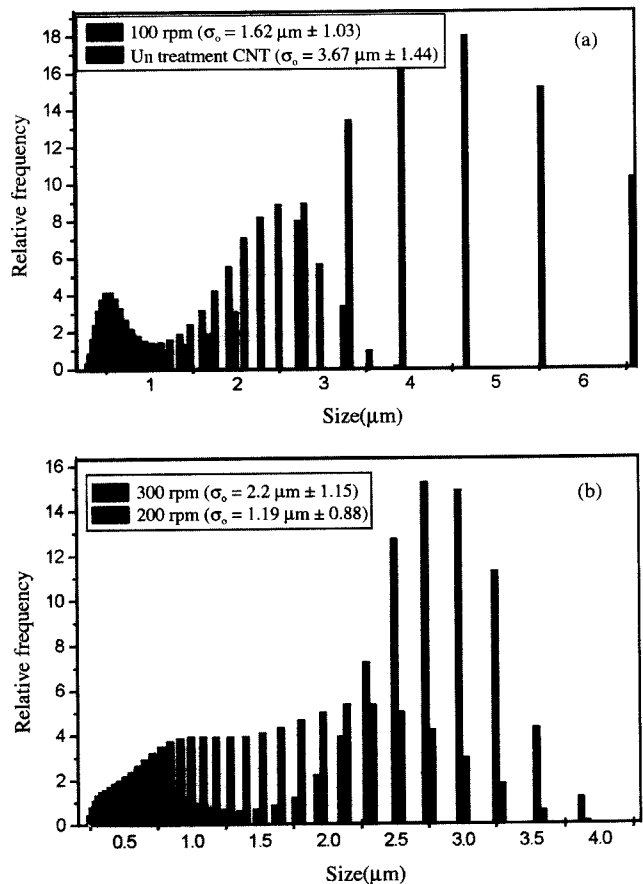 100 rpm (σo = 1.62 μm ± 1.03)
Un treatment CNT (σo = 3.67 μm ± 1.44)
(a)
18
16
14
12
10
8
6
4
2
0
Relative frequency
1 2 3 4 5 6
Size(μm)
300 rpm (σo = 2.2 μm ± 1.15)
200 rpm (σo = 1.19 μm ± 0.88)
(b)
16
14
12
10
8
6
4
2
0
Relative frequency
0.5 1.0 1.5 2.0 2.5 3.0 3.5 4.0
Size(μm)